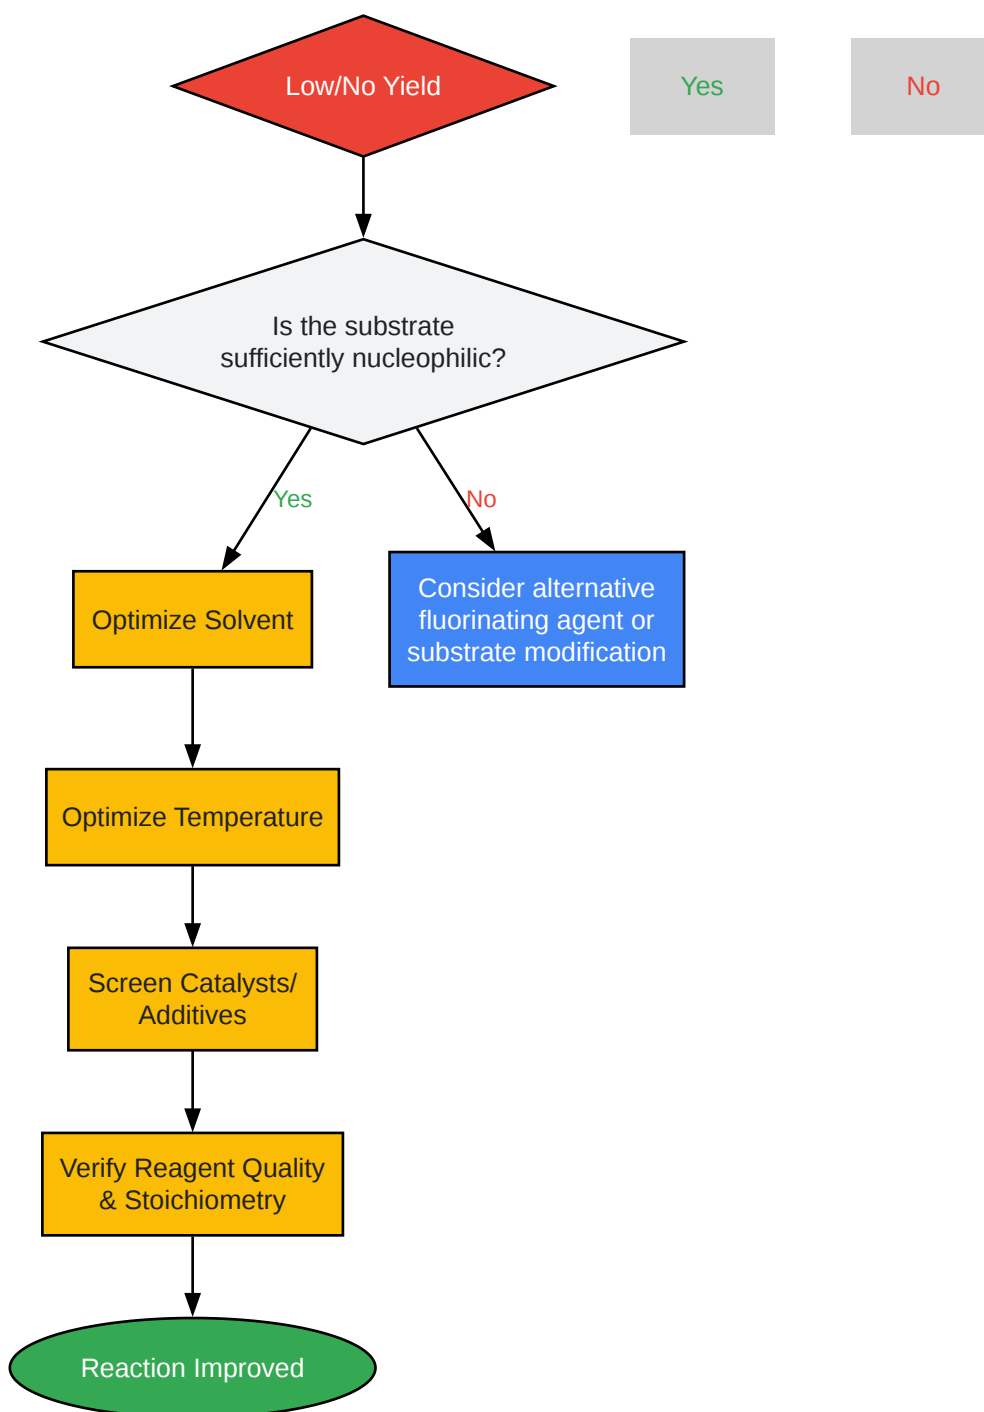 Low/No Yield
Yes
No
Is the substrate
sufficiently nucleophilic?
Yes
No
Optimize Solvent
Consider alternative
fluorinating agent or
substrate modification
Optimize Temperature
Screen Catalysts/
Additives
Verify Reagent Quality
& Stoichiometry
Reaction Improved